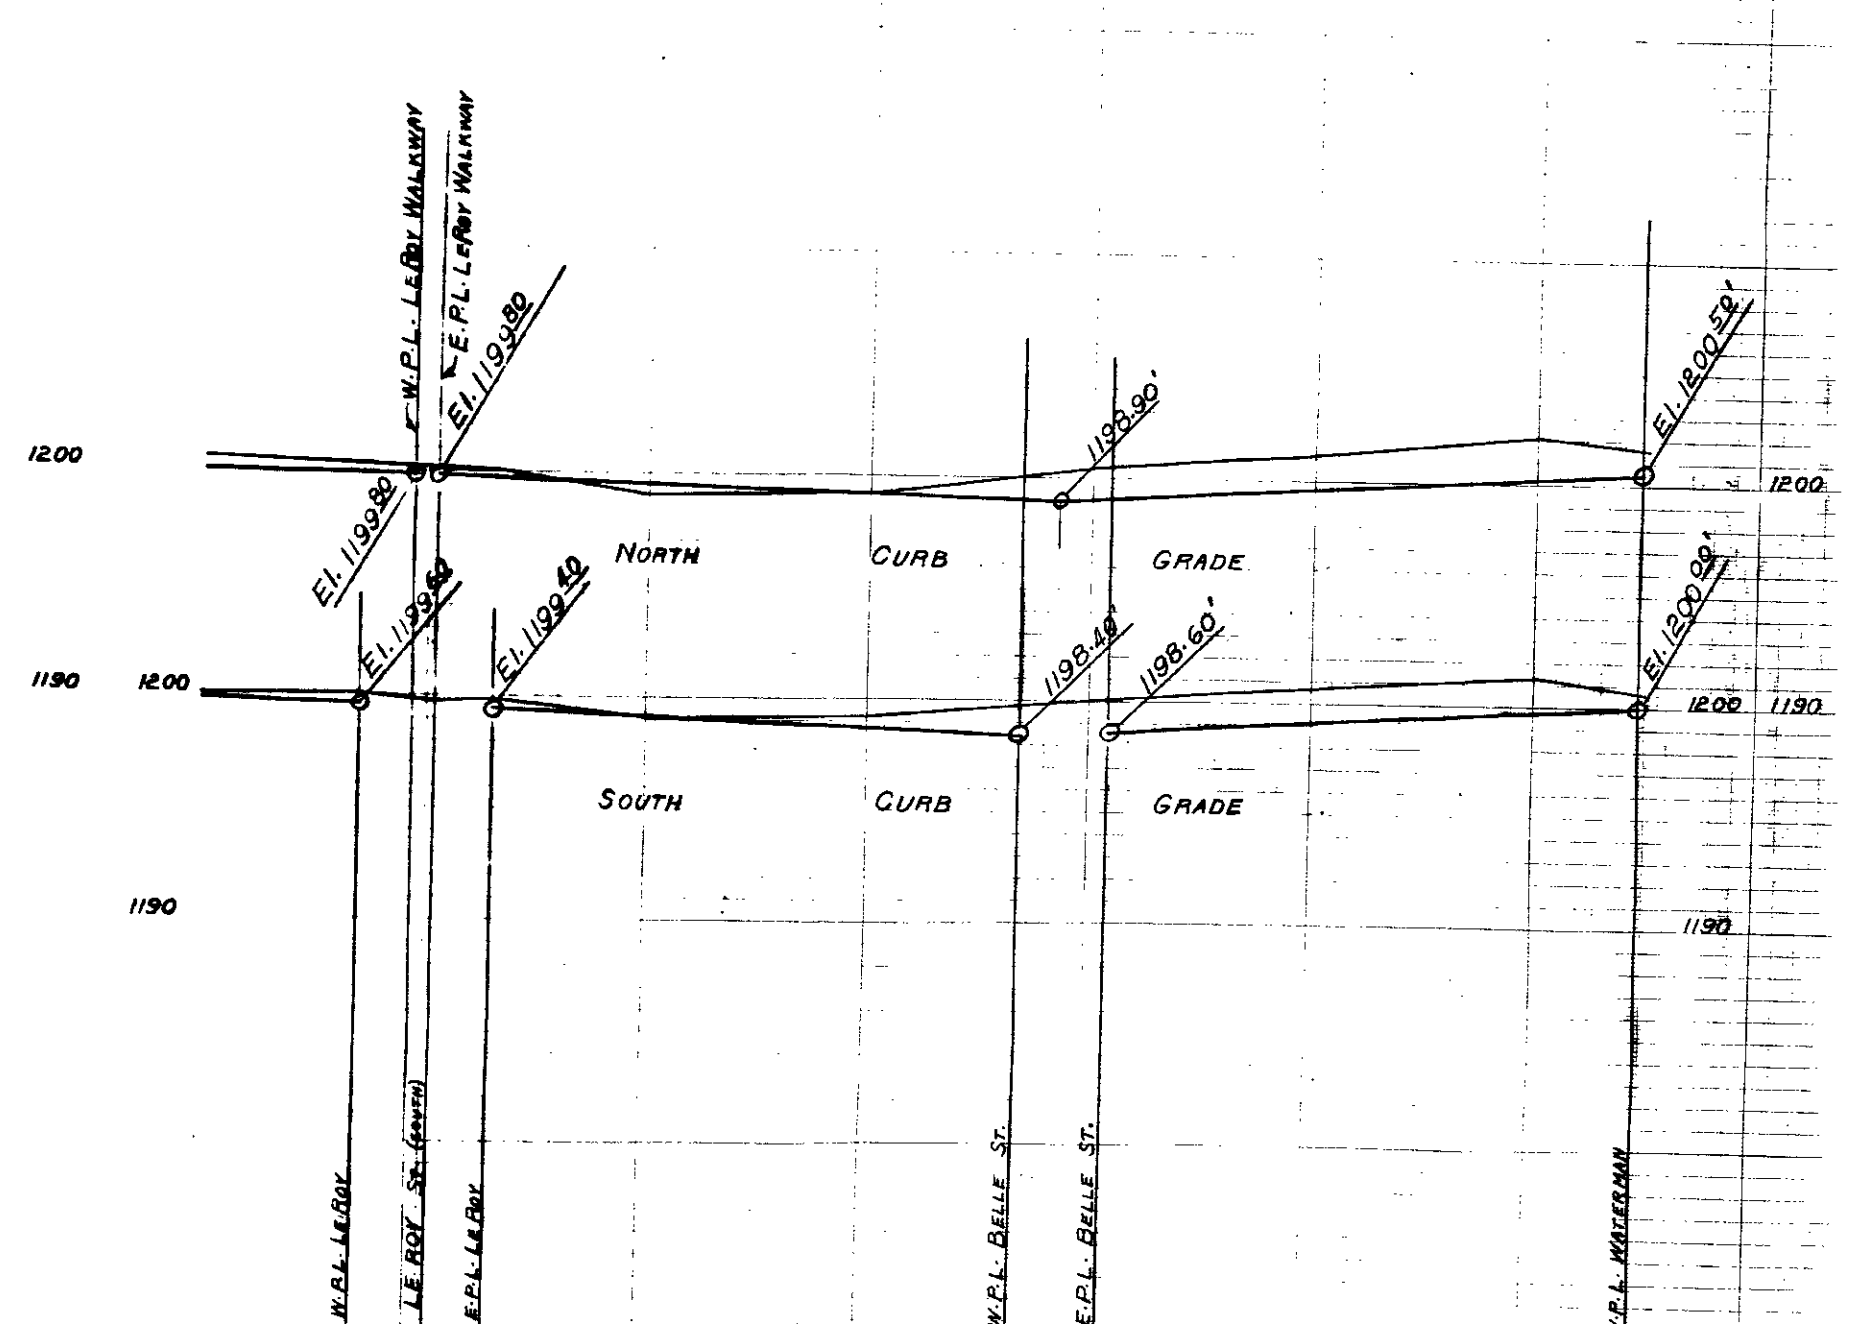 W.P.L. LEROY WALKWAY
E.P.L. LEROY WALKWAY
El. 1199.80
El. 1200.50'
1198.90'
1200
1200
El. 1199.80
NORTH CURB GRADE
El. 1199.60
El. 1199.40
1198.40'
1198.60'
El. 1200.00'
1190 1200
1200 1190
SOUTH CURB GRADE
1190
1190
W.P.L. LEROY
LE ROY ST. (SOUTH)
E.P.L. LEROY
W.P.L. BELLE ST.
E.P.L. BELLE ST.
.P.L. WATERMAN